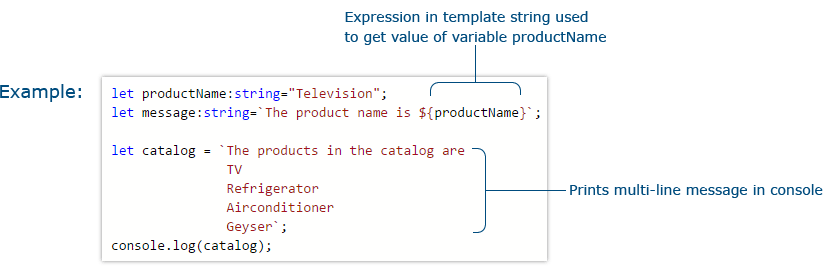 Expression in template string used
to get value of variable productName
Example:
let productName:string="Television";
let message:string=`The product name is ${productName}`;
let catalog = `The products in the catalog are
TV
Refrigerator
Airconditioner
Geyser`;
console.log(catalog);
Prints multi-line message in console